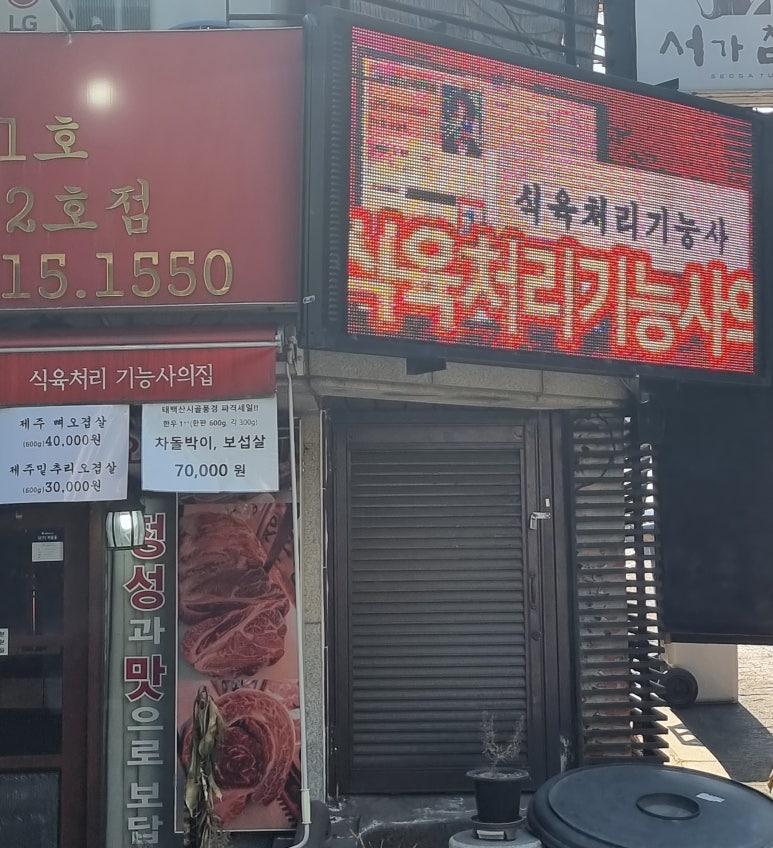 LG
1호
2호점
15.1550
식육처리 기능사의집
제주 뼈오겹살
(600g)40,000원
제주밑추리오겹살
(600g)30,000원
태백산시골풍경 파격세일!!
한우 1++(한판 600g, 각 300g)
차돌박이, 보섭살
70,000 원
정성과 맛으로 보답
식육처리기능사
식육처리기능사의
서가
SEOGA